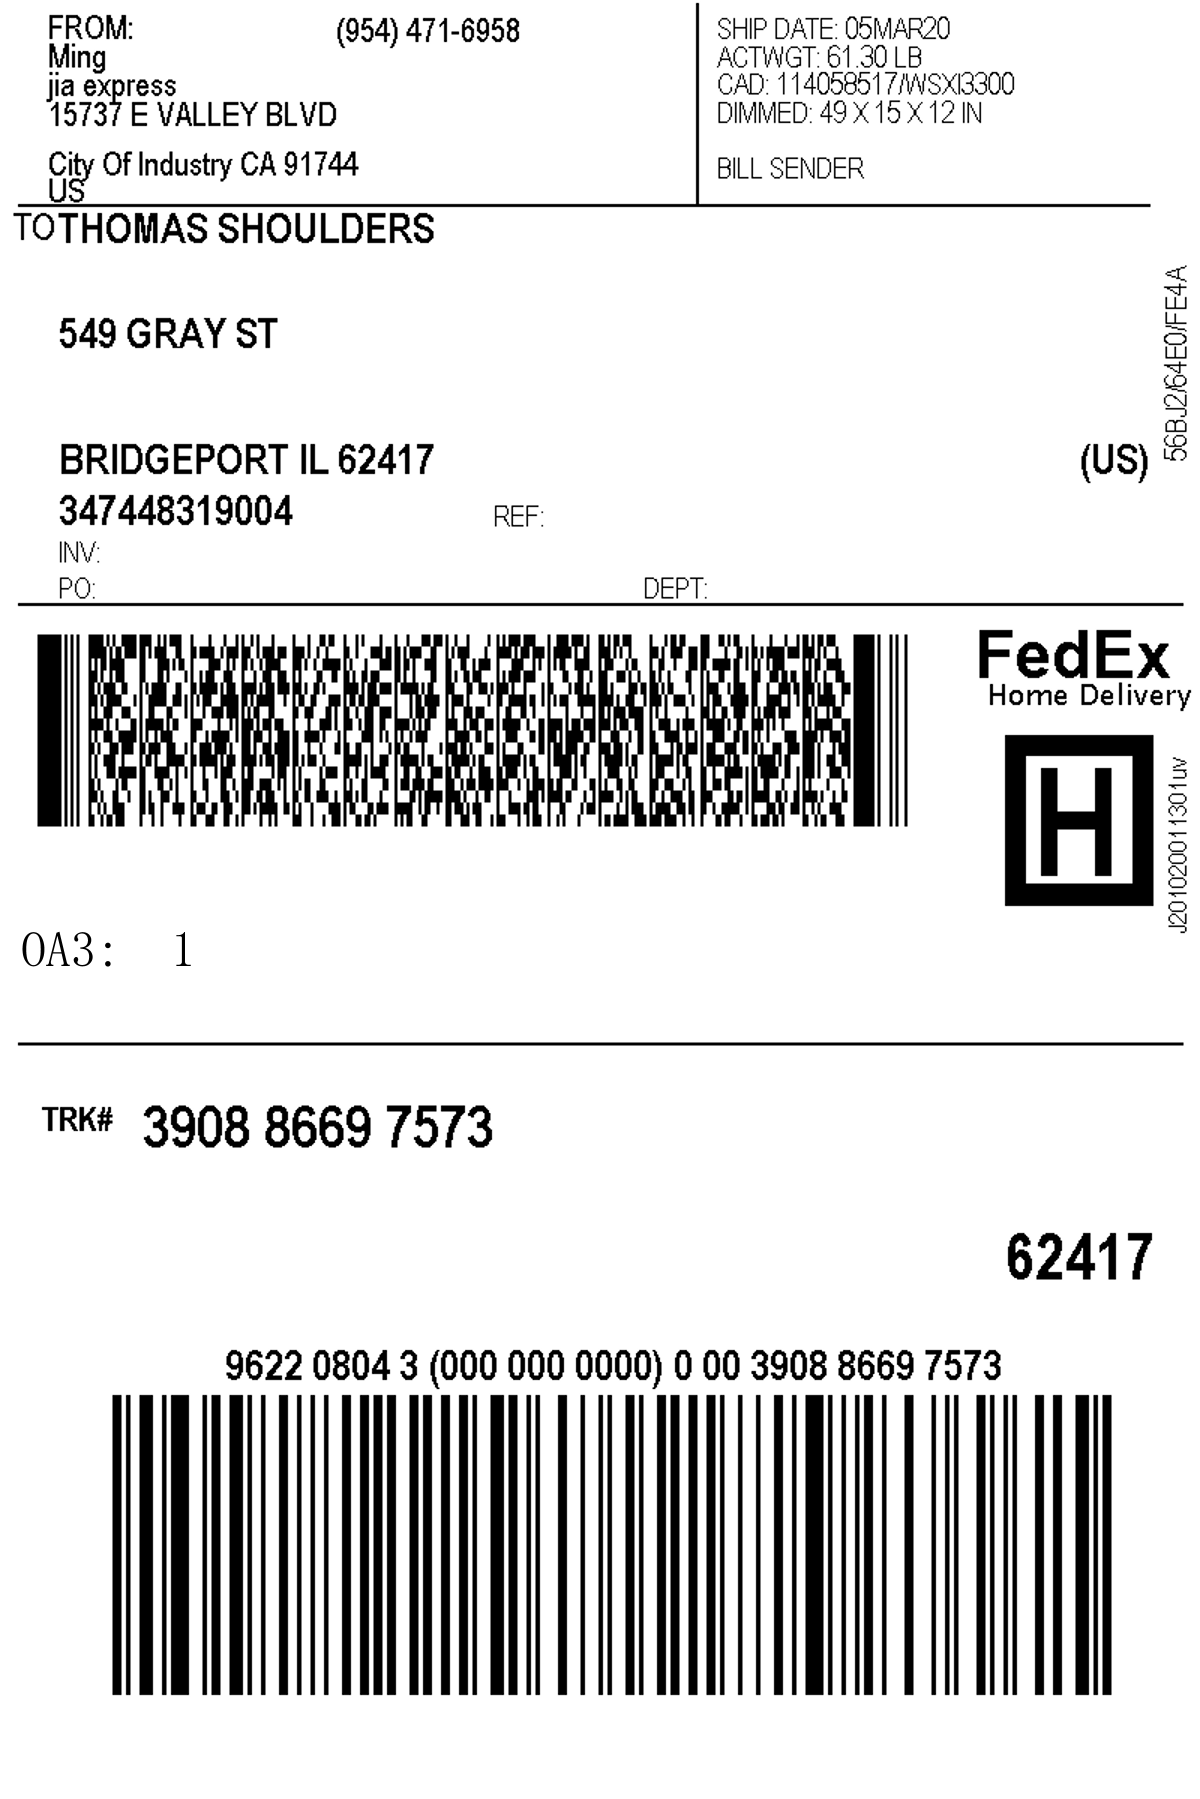 FROM: (954) 471-6958
Ming
jia express
15737 E VALLEY BLVD
City Of Industry CA 91744
US
SHIP DATE: 05MAR20
ACTWGT: 61.30 LB
CAD: 114058517/WSXI3300
DIMMED: 49 X 15 X 12 IN
BILL SENDER
TO THOMAS SHOULDERS
549 GRAY ST
BRIDGEPORT IL 62417 (US)
347448319004 REF:
INV:
PO: DEPT:
56BJ2/64E0/FE4A
FedEx
Home Delivery
H
J201020011301uv
OA3: 1
TRK# 3908 8669 7573
62417
9622 0804 3 (000 000 0000) 0 00 3908 8669 7573